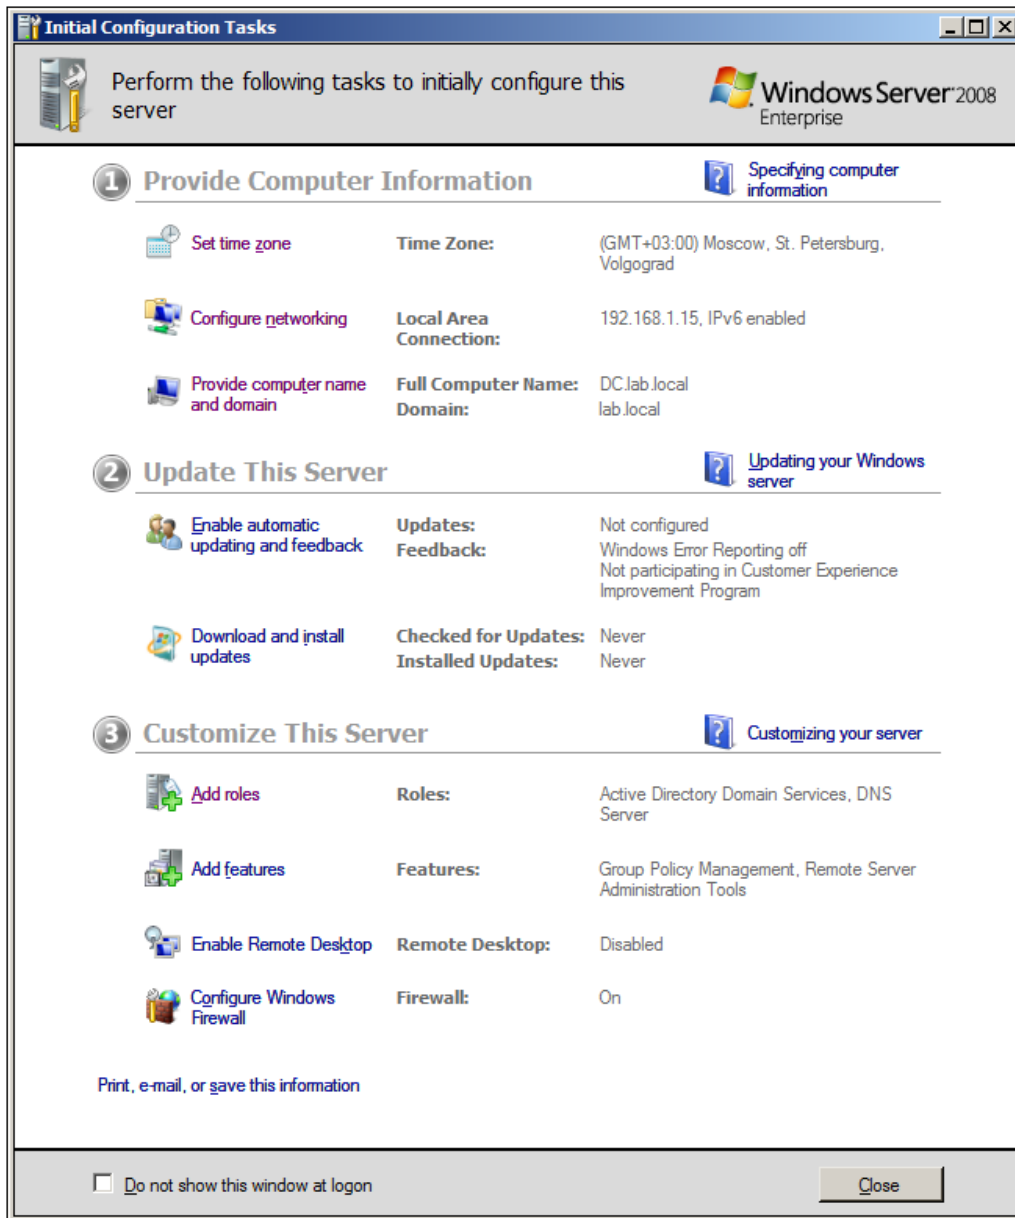 Initial Configuration Tasks
Perform the following tasks to initially configure this
server
Windows Server 2008
Enterprise
1 Provide Computer Information
Specifying computer
information
Set time zone
Time Zone:
(GMT+03:00) Moscow, St. Petersburg,
Volgograd
Configure networking
Local Area
Connection:
192.168.1.15, IPv6 enabled
Provide computer name
and domain
Full Computer Name:
DC.lab.local
Domain:
lab.local
2 Update This Server
Updating your Windows
server
Enable automatic
updating and feedback
Updates:
Not configured
Feedback:
Windows Error Reporting off
Not participating in Customer Experience
Improvement Program
Download and install
updates
Checked for Updates:
Never
Installed Updates:
Never
3 Customize This Server
Customizing your server
Add roles
Roles:
Active Directory Domain Services, DNS
Server
Add features
Features:
Group Policy Management, Remote Server
Administration Tools
Enable Remote Desktop
Remote Desktop:
Disabled
Configure Windows
Firewall
Firewall:
On
Print, e-mail, or save this information
Do not show this window at logon
Close